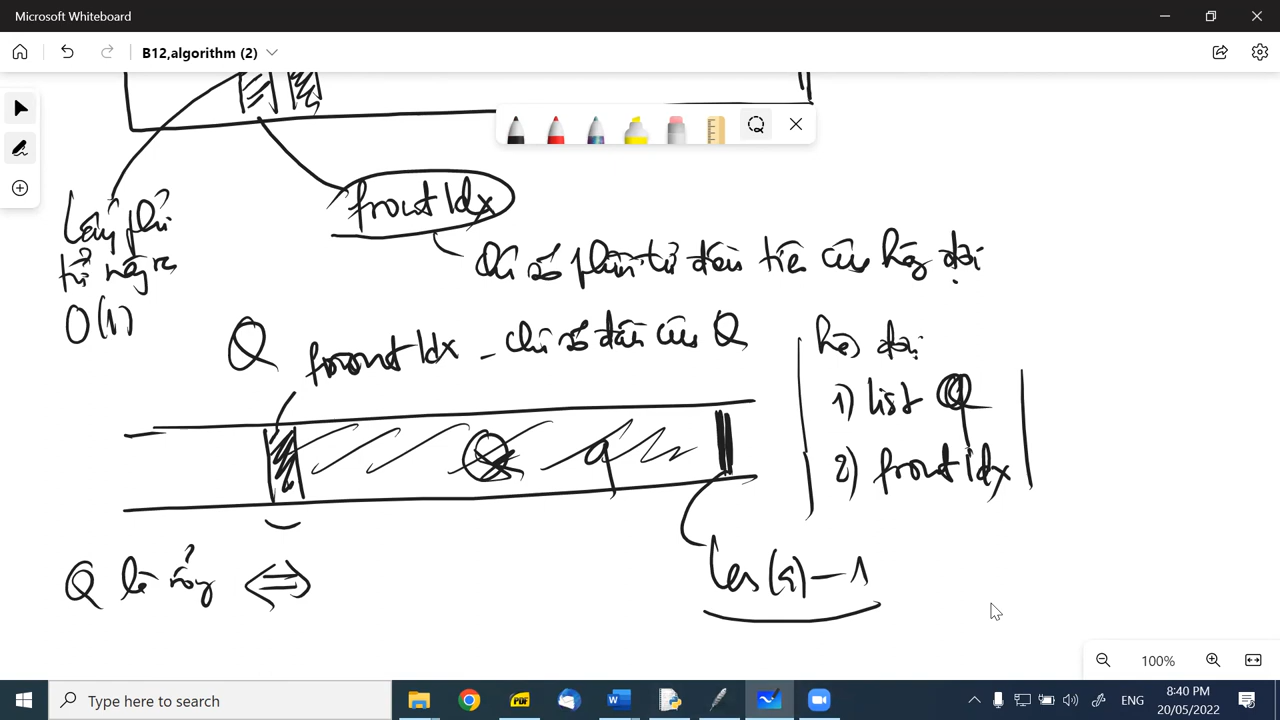 Microsoft Whiteboard
B12,algorithm (2)
frontIdx
Lấy phần
tử này ra
O(1)
chỉ số phần tử đầu tiên của hàng đợi
Q frontIdx - chỉ số đầu của Q
hàng đợi
1) list Q
2) frontIdx
Q
Q là rỗng ⇔
len(q)-1
100%
Type here to search
PDF
ENG
8:40 PM
20/05/2022